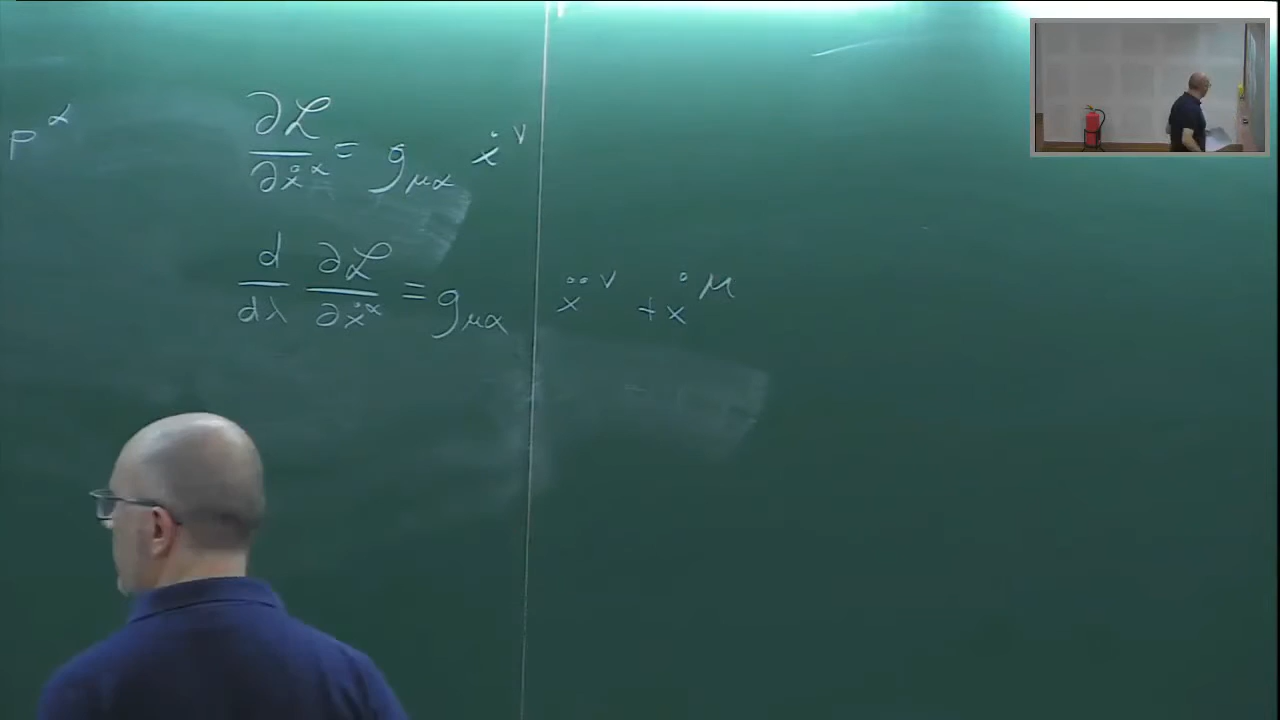 p^α
∂ℒ/∂ẋ^α = g_μα ẋ^ν
d/dλ ∂ℒ/∂ẋ^α = g_μα ẍ^ν + ẋ^μ